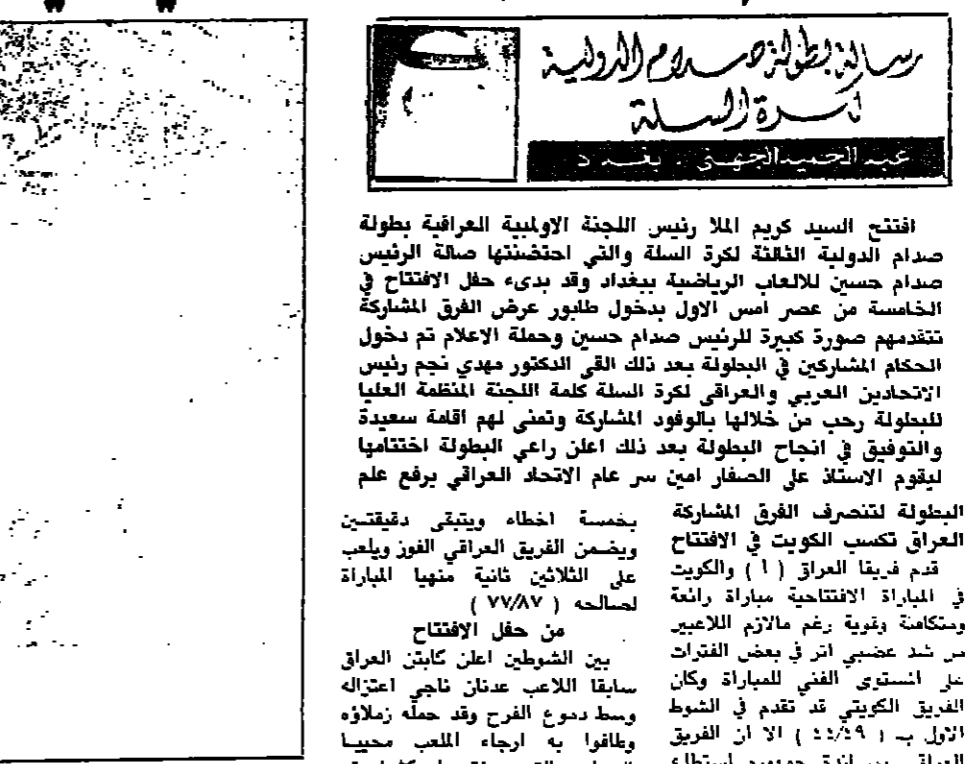 رسالة بطولة صدام الدولية
لكرة السلة
عبد الحميد الجهني . بغداد
افتتح السيد كريم الملا رئيس اللجنة الاولمبية العراقية بطولة
صدام الدولية الثالثة لكرة السلة والتي احتضنتها صالة الرئيس
صدام حسين للالعاب الرياضية ببغداد وقد بدىء حفل الافتتاح في
الخامسة من عصر امس الاول بدخول طابور عرض الفرق المشاركة
تتقدمهم صورة كبيرة للرئيس صدام حسين وحملة الاعلام تم دخول
الحكام المشاركين في البطولة بعد ذلك القى الدكتور مهدي نجم رئيس
الاتحادين العربي والعراقي لكرة السلة كلمة اللجنة المنظمة العليا
للبطولة رحب من خلالها بالوفود المشاركة وتمنى لهم اقامة سعيدة
والتوفيق في انجاح البطولة بعد ذلك اعلن راعي البطولة اختتامها
ليقوم الاستاذ علي الصفار امين سر عام الاتحاد العراقي برفع علم
البطولة لتنصرف الفرق المشاركة
العراق تكسب الكويت في الافتتاح
قدم فريقا العراق ( أ ) والكويت
في المباراة الافتتاحية مباراة رائعة
ومتكافئة وقوية رغم مالازم اللاعبين
من شد عضبي اثر في بعض الفترات
على المستوى الفني للمباراة وكان
الفريق الكويتي قد تقدم في الشوط
الاول بـ ( ٤٤/٤٩ ) الا ان الفريق
استطاع
بخمسة اخطاء ويتبقى دقيقتين
ويضمن الفريق العراقي الفوز ويلعب
على الثلاثين ثانية منهيا المباراة
لصالحه ( ٧٧/٨٧ )
من حفل الافتتاح
بين الشوطين اعلن كابتن العراق
سابقا اللاعب عدنان ناجي اعتزاله
وسط دموع الفرح وقد حمله زملاؤه
وطافوا به ارجاء الملعب محييا